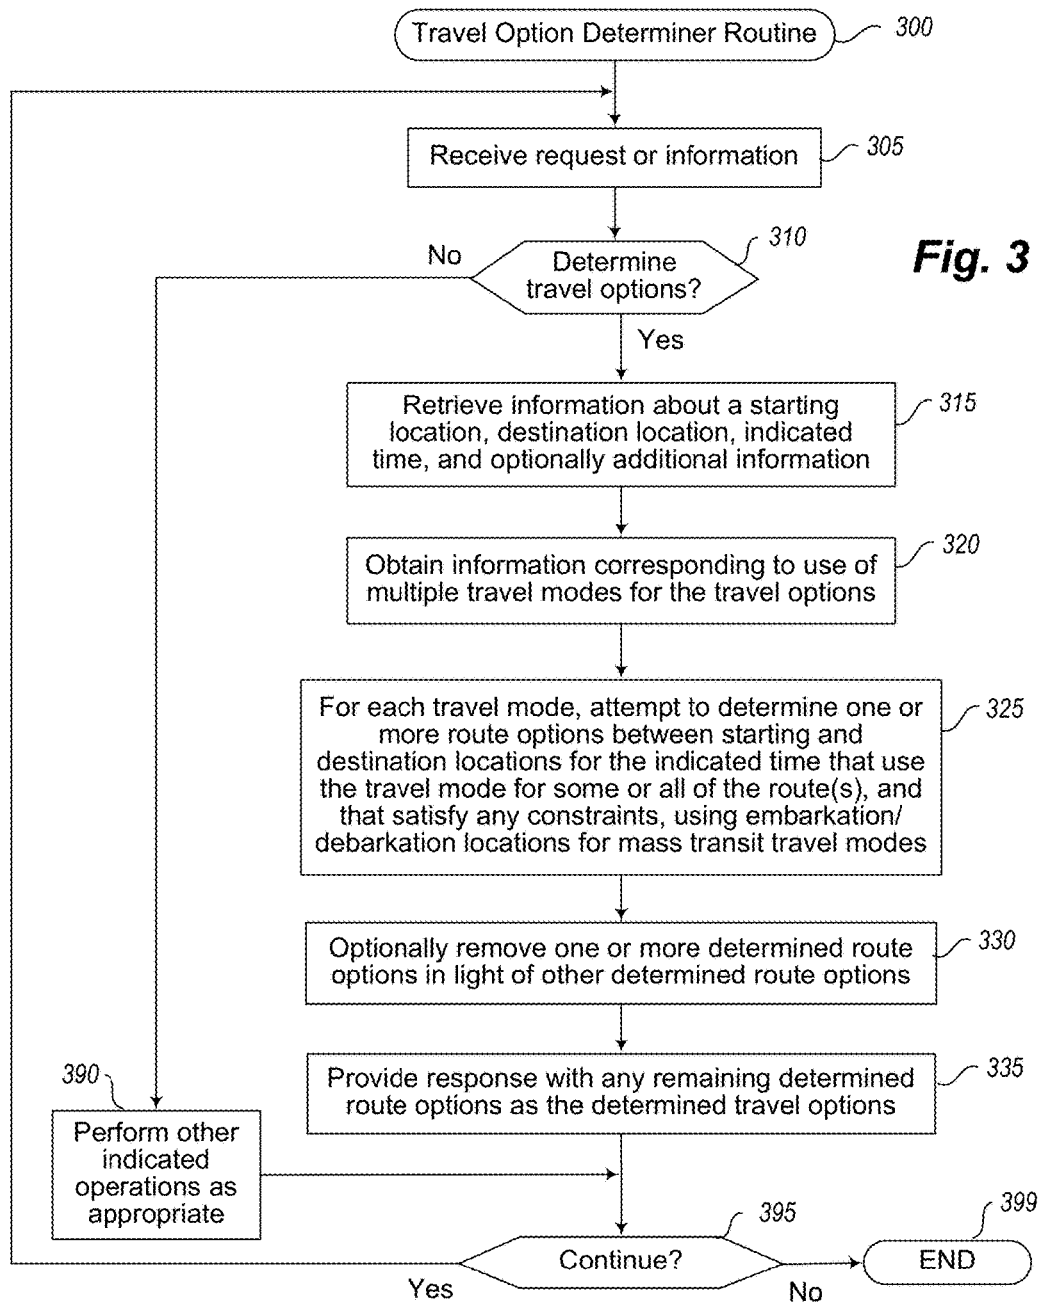 Travel Option Determiner Routine
300
Receive request or information
305
Fig. 3
310
No
Determine
travel options?
Yes
315
Retrieve information about a starting
location, destination location, indicated
time, and optionally additional information
320
Obtain information corresponding to use of
multiple travel modes for the travel options
325
For each travel mode, attempt to determine one or
more route options between starting and
destination locations for the indicated time that use
the travel mode for some or all of the route(s), and
that satisfy any constraints, using embarkation/
debarkation locations for mass transit travel modes
330
Optionally remove one or more determined route
options in light of other determined route options
335
Provide response with any remaining determined
route options as the determined travel options
390
Perform other
indicated
operations as
appropriate
395
Continue?
Yes
No
399
END